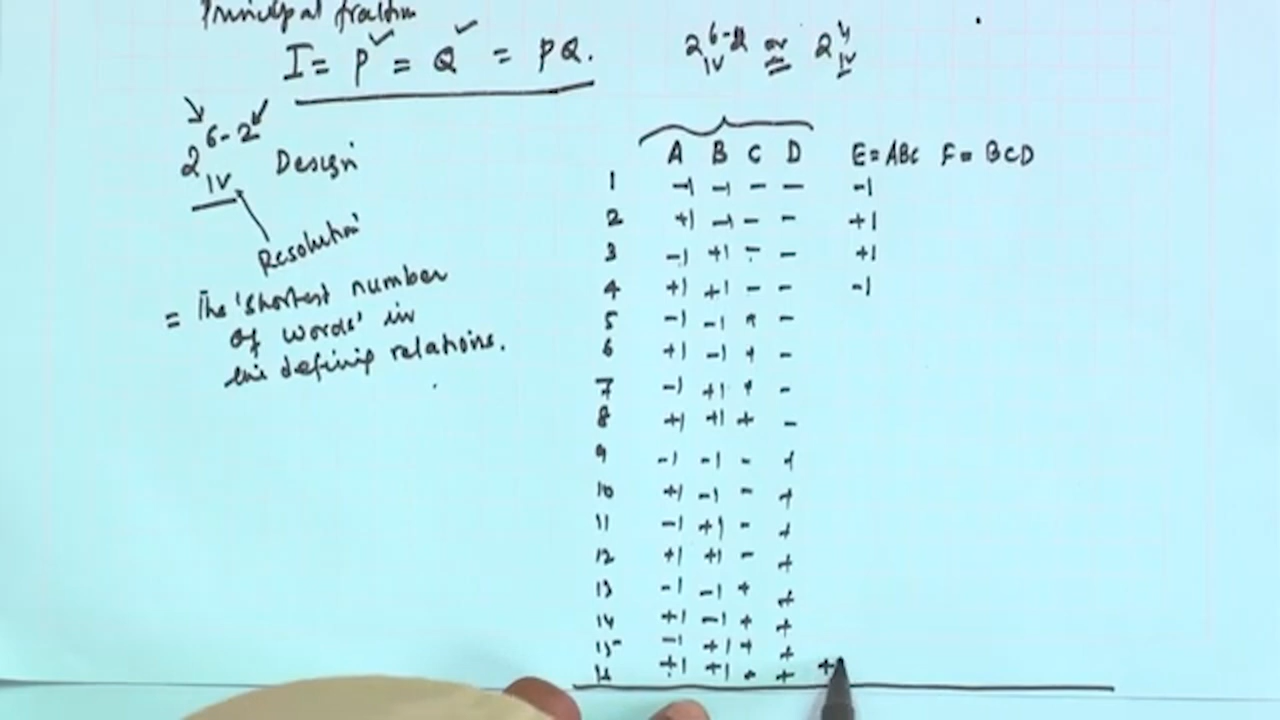 Principal fraction
I = P = Q = PQ.
2 6-2 IV or 2 4 IV
2 6-2 IV Design
Resolution
= The 'shortest number
of words' in
the defining relations.
A B C D E = ABC F = BCD
1 -1 -1 - - -1
2 +1 -1 - - +1
3 -1 +1 - - +1
4 +1 +1 - - -1
5 -1 -1 + -
6 +1 -1 + -
7 -1 +1 + -
8 +1 +1 + -
9 -1 -1 - +
10 +1 -1 - +
11 -1 +1 - +
12 +1 +1 - +
13 -1 -1 + +
14 +1 -1 + +
15 -1 +1 + +
16 +1 +1 + + +